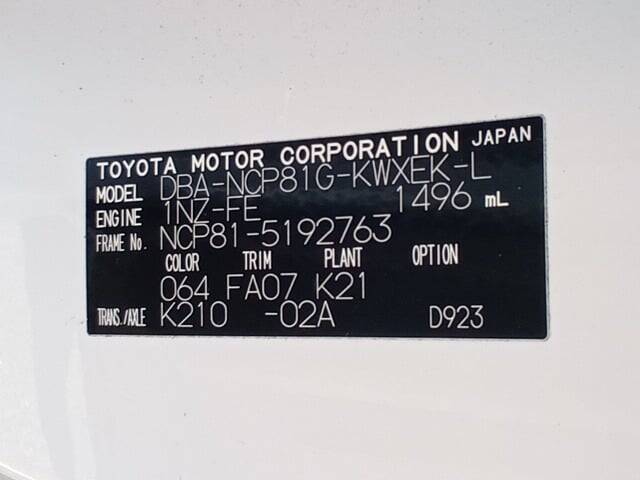 TOYOTA MOTOR CORPORATION JAPAN
MODEL DBA-NCP81G-KWXEK-L
ENGINE 1NZ-FE 1496 mL
FRAME No. NCP81-5192763
COLOR TRIM PLANT OPTION
064 FA07 K21
TRANS./AXLE K210 -02A D923